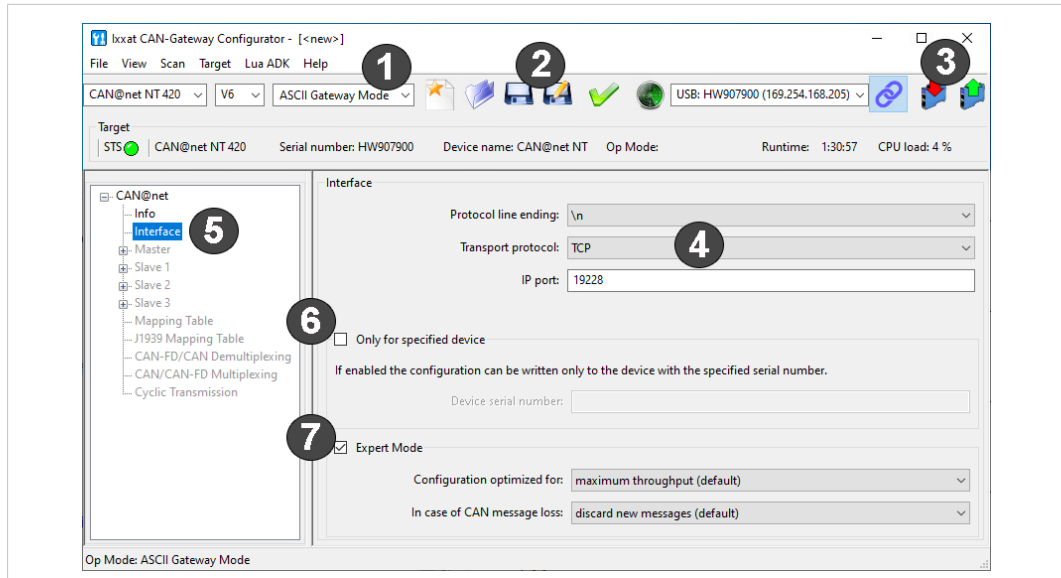 Ixxat CAN-Gateway Configurator - [<new>]
File View Scan Target Lua ADK Help
1
2
3
CAN@net NT 420 V6 ASCII Gateway Mode USB: HW907900 (169.254.168.205)
Target
STS CAN@net NT 420 Serial number: HW907900 Device name: CAN@net NT Op Mode: Runtime: 1:30:57 CPU load: 4 %
CAN@net
Info
Interface
5
Master
Slave 1
Slave 2
Slave 3
Mapping Table
J1939 Mapping Table
CAN-FD/CAN Demultiplexing
CAN/CAN-FD Multiplexing
Cyclic Transmission
Interface
Protocol line ending: \n
Transport protocol: TCP
4
IP port: 19228
6
Only for specified device
If enabled the configuration can be written only to the device with the specified serial number.
Device serial number:
7
Expert Mode
Configuration optimized for: maximum throughput (default)
In case of CAN message loss: discard new messages (default)
Op Mode: ASCII Gateway Mode